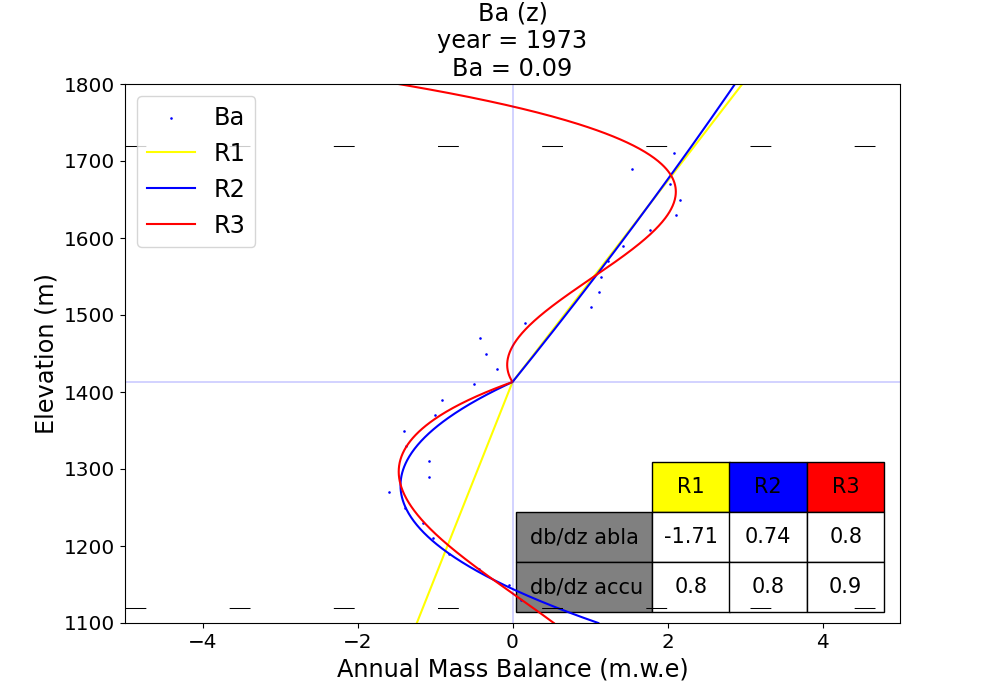 Ba (z)
year = 1973
Ba = 0.09
Ba
R1
R2
R3
1800
1700
1600
1500
1400
1300
1200
1100
Elevation (m)
R1 R2 R3
db/dz abla -1.71 0.74 0.8
db/dz accu 0.8 0.8 0.9
−4 −2 0 2 4
Annual Mass Balance (m.w.e)